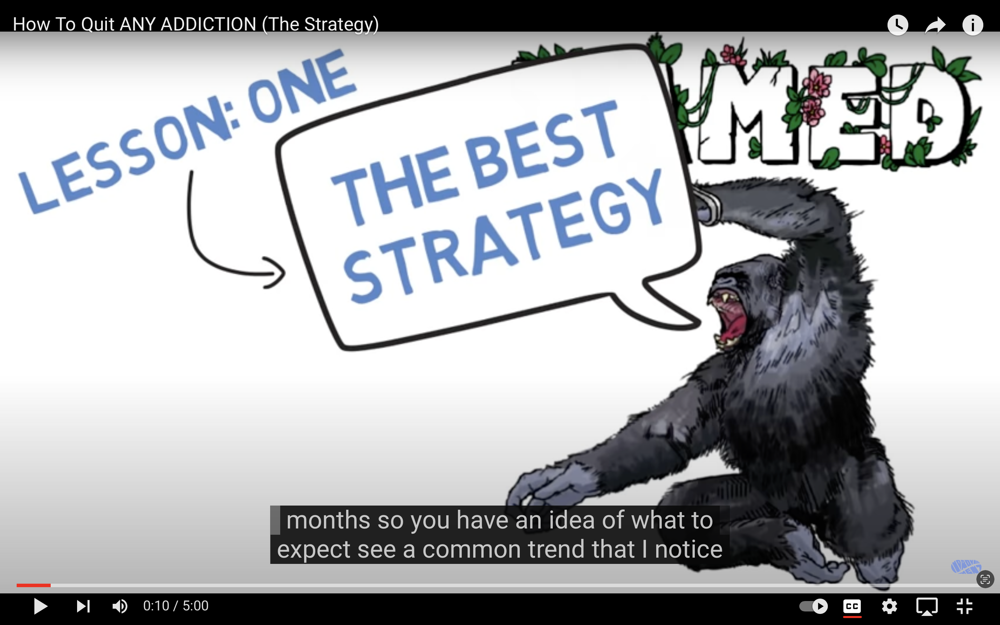 How To Quit ANY ADDICTION (The Strategy)
LESSON: ONE
THE BEST
STRATEGY
months so you have an idea of what to
expect see a common trend that I notice
0:10 / 5:00
CC